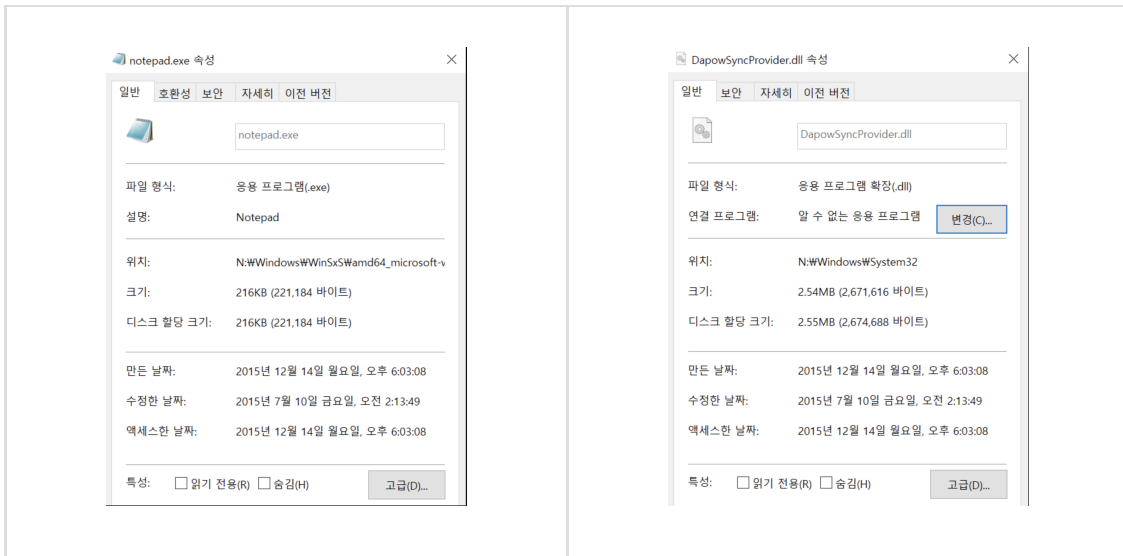 notepad.exe 속성
일반 호환성 보안 자세히 이전 버전
notepad.exe
파일 형식: 응용 프로그램(.exe)
설명: Notepad
위치: N:₩Windows₩WinSxS₩amd64_microsoft-v
크기: 216KB (221,184 바이트)
디스크 할당 크기: 216KB (221,184 바이트)
만든 날짜: 2015년 12월 14일 월요일, 오후 6:03:08
수정한 날짜: 2015년 7월 10일 금요일, 오전 2:13:49
액세스한 날짜: 2015년 12월 14일 월요일, 오후 6:03:08
특성: 읽기 전용(R) 숨김(H) 고급(D)...
DapowSyncProvider.dll 속성
일반 보안 자세히 이전 버전
DapowSyncProvider.dll
파일 형식: 응용 프로그램 확장(.dll)
연결 프로그램: 알 수 없는 응용 프로그램 변경(C)...
위치: N:₩Windows₩System32
크기: 2.54MB (2,671,616 바이트)
디스크 할당 크기: 2.55MB (2,674,688 바이트)
만든 날짜: 2015년 12월 14일 월요일, 오후 6:03:08
수정한 날짜: 2015년 7월 10일 금요일, 오전 2:13:49
액세스한 날짜: 2015년 12월 14일 월요일, 오후 6:03:08
특성: 읽기 전용(R) 숨김(H) 고급(D)...